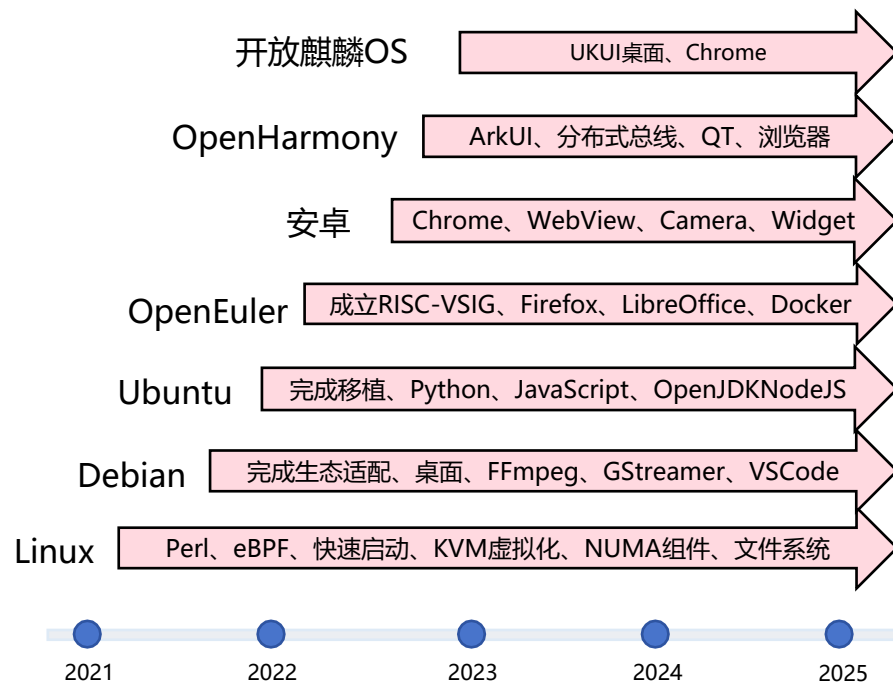 开放麒麟OS
UKUI桌面、Chrome
OpenHarmony
ArkUI、分布式总线、QT、浏览器
安卓
Chrome、WebView、Camera、Widget
OpenEuler
成立RISC-VSIG、Firefox、LibreOffice、Docker
Ubuntu
完成移植、Python、JavaScript、OpenJDKNodeJS
Debian
完成生态适配、桌面、FFmpeg、GStreamer、VSCode
Linux
Perl、eBPF、快速启动、KVM虚拟化、NUMA组件、文件系统
2021
2022
2023
2024
2025